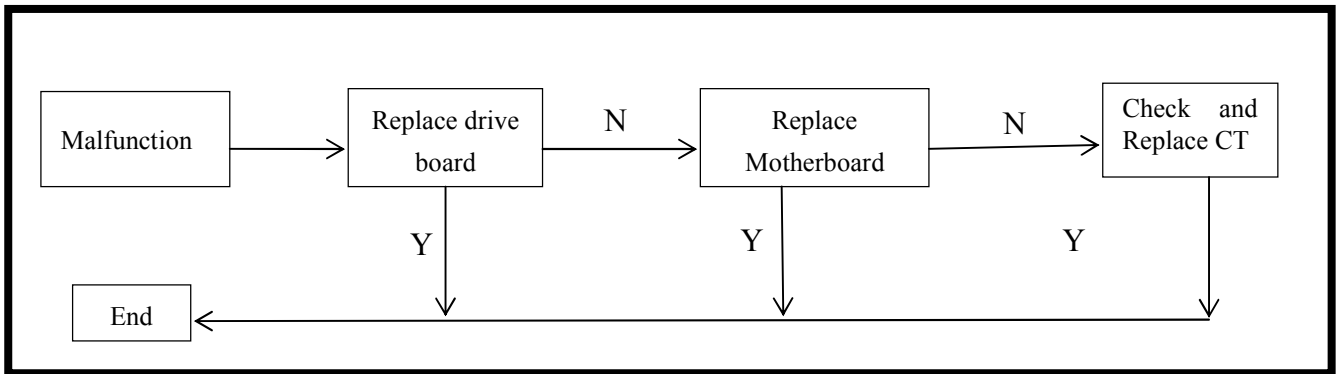 Malfunction
Replace drive
board
N
Replace
Motherboard
N
Check and
Replace CT
Y
Y
Y
End